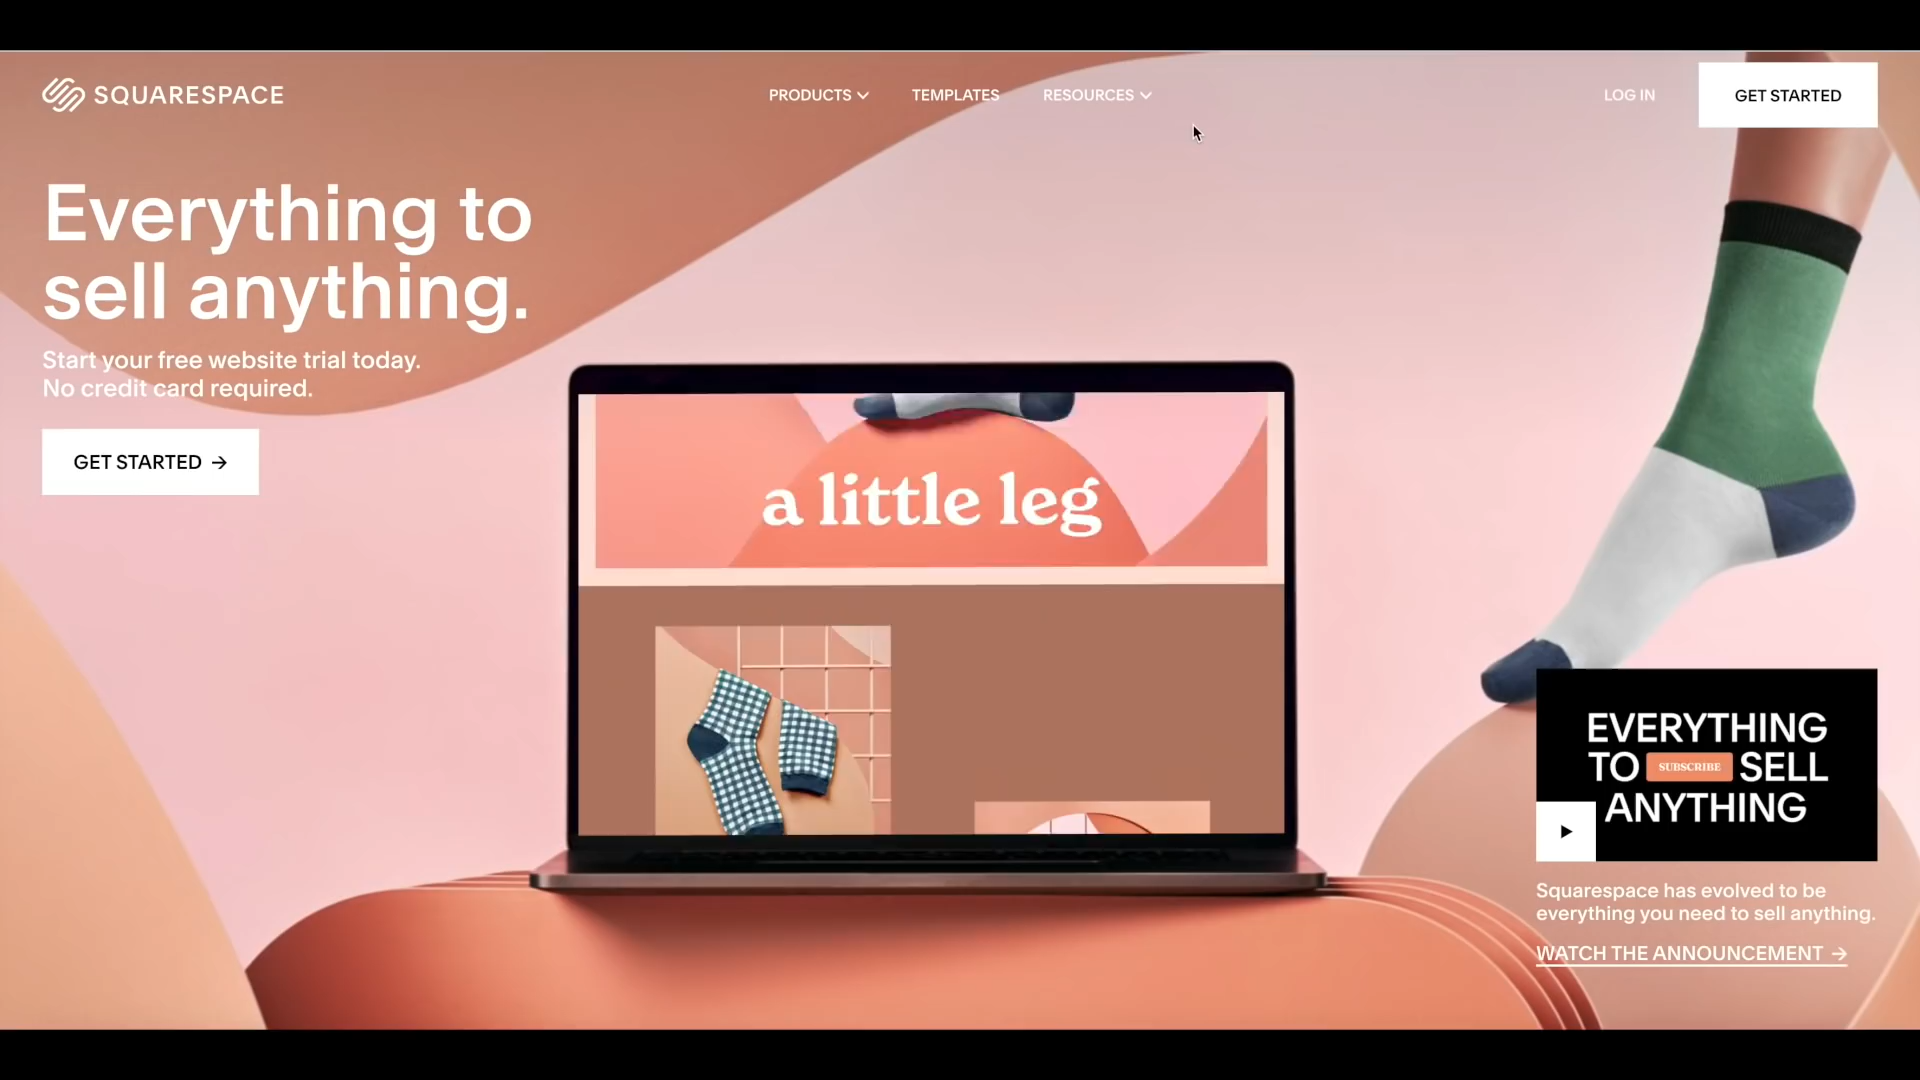 SQUARESPACE
PRODUCTS
TEMPLATES
RESOURCES
LOG IN
GET STARTED
Everything to
sell anything.
Start your free website trial today.
No credit card required.
GET STARTED →
a little leg
EVERYTHING
TO SUBSCRIBE SELL
ANYTHING
Squarespace has evolved to be
everything you need to sell anything.
WATCH THE ANNOUNCEMENT →